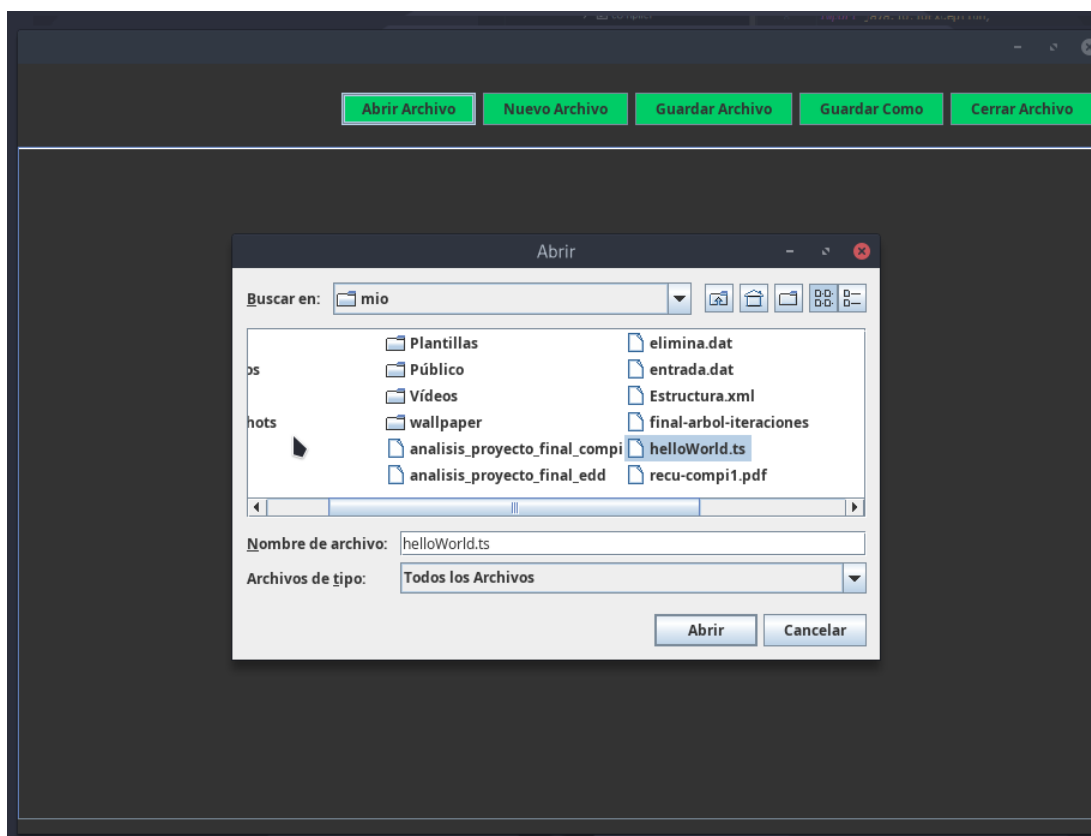 Abrir Archivo Nuevo Archivo Guardar Archivo Guardar Como Cerrar Archivo
Abrir
Buscar en: mio
Plantillas elimina.dat
os Público entrada.dat
Vídeos Estructura.xml
hots wallpaper final-arbol-iteraciones
analisis_proyecto_final_compi helloWorld.ts
analisis_proyecto_final_edd recu-compi1.pdf
Nombre de archivo: helloWorld.ts
Archivos de tipo: Todos los Archivos
Abrir Cancelar